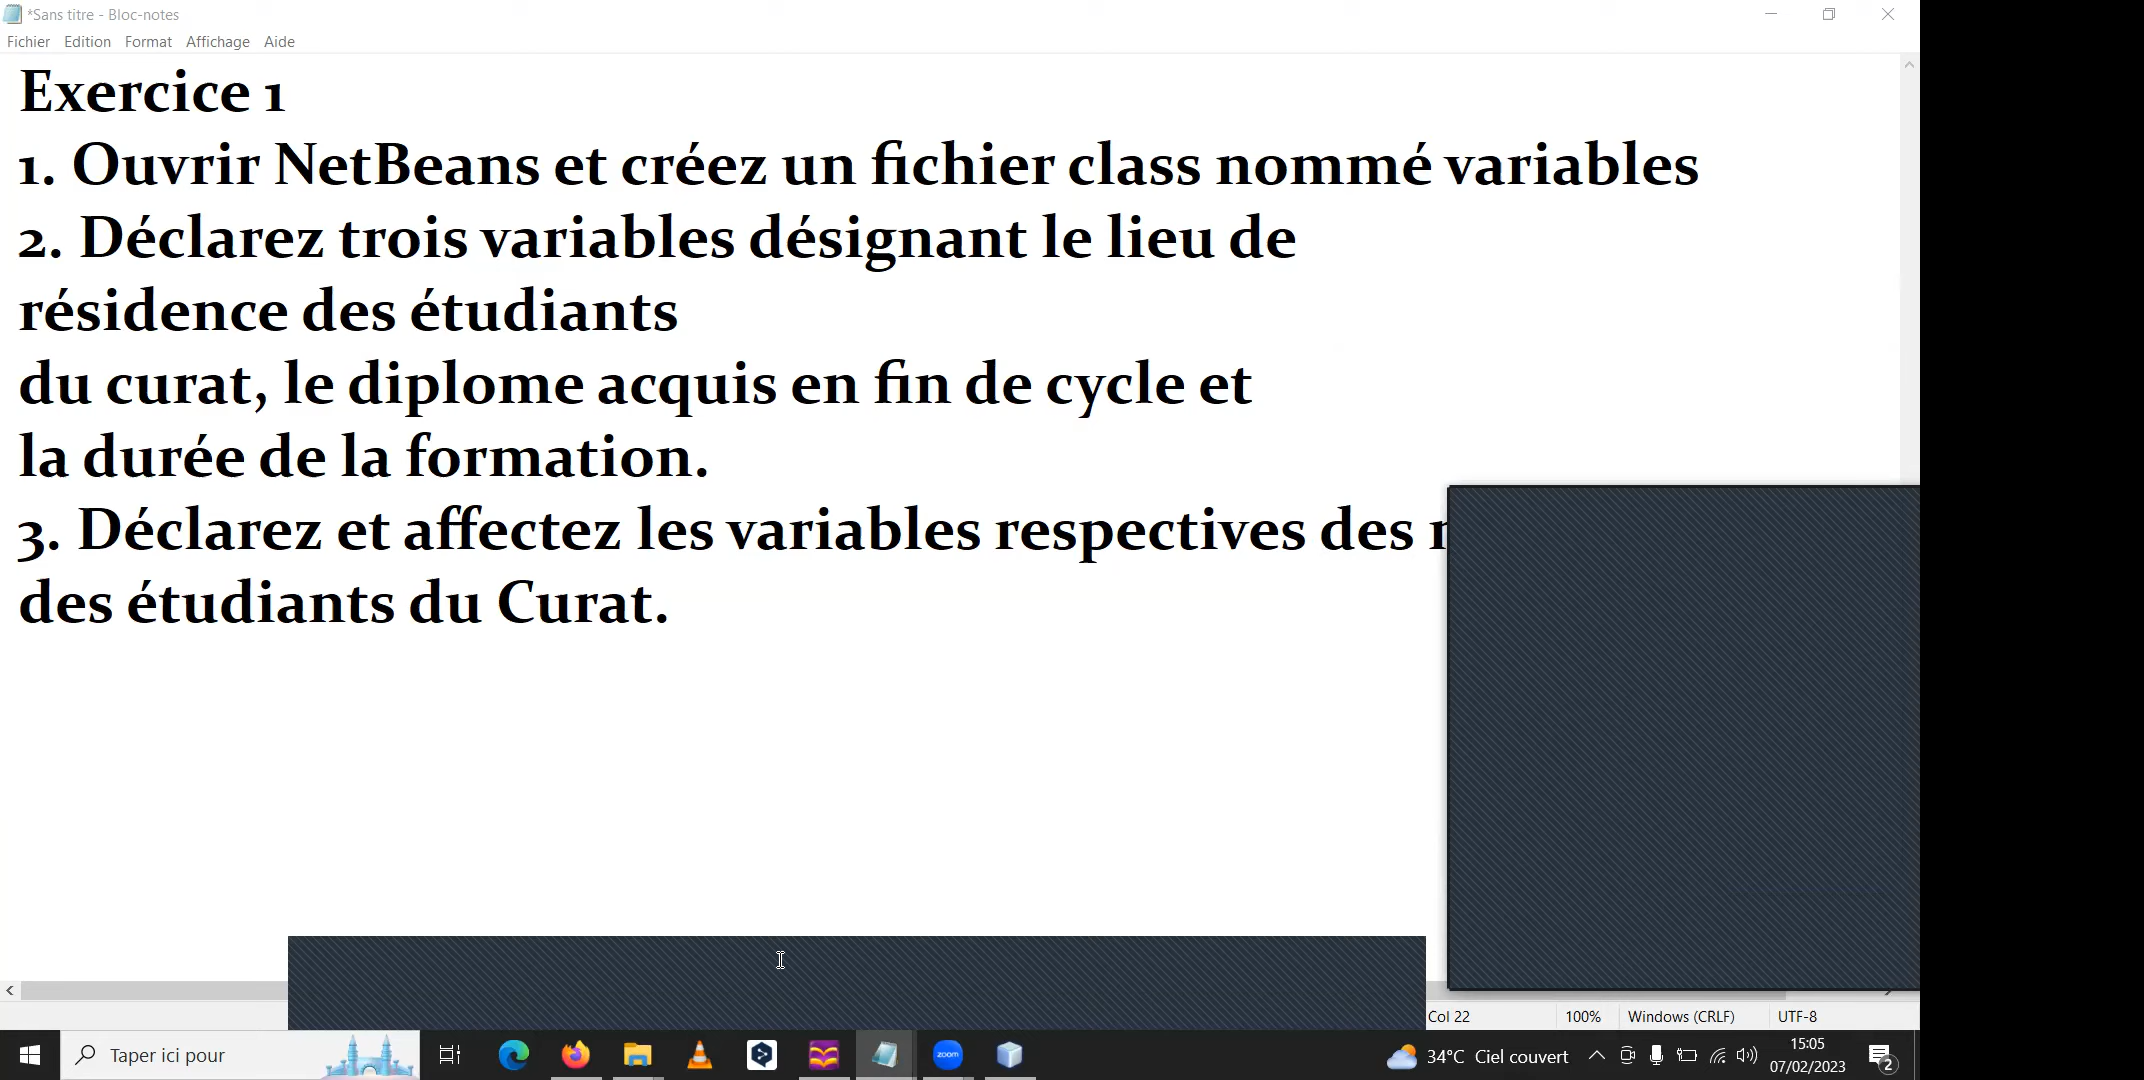 *Sans titre - Bloc-notes
Fichier Edition Format Affichage Aide
Exercice 1
1. Ouvrir NetBeans et créez un fichier class nommé variables
2. Déclarez trois variables désignant le lieu de
résidence des étudiants
du curat, le diplome acquis en fin de cycle et
la durée de la formation.
3. Déclarez et affectez les variables respectives des
des étudiants du Curat.
Col 22 100% Windows (CRLF) UTF-8
Taper ici pour
zoom
34°C Ciel couvert
15:05
07/02/2023
2